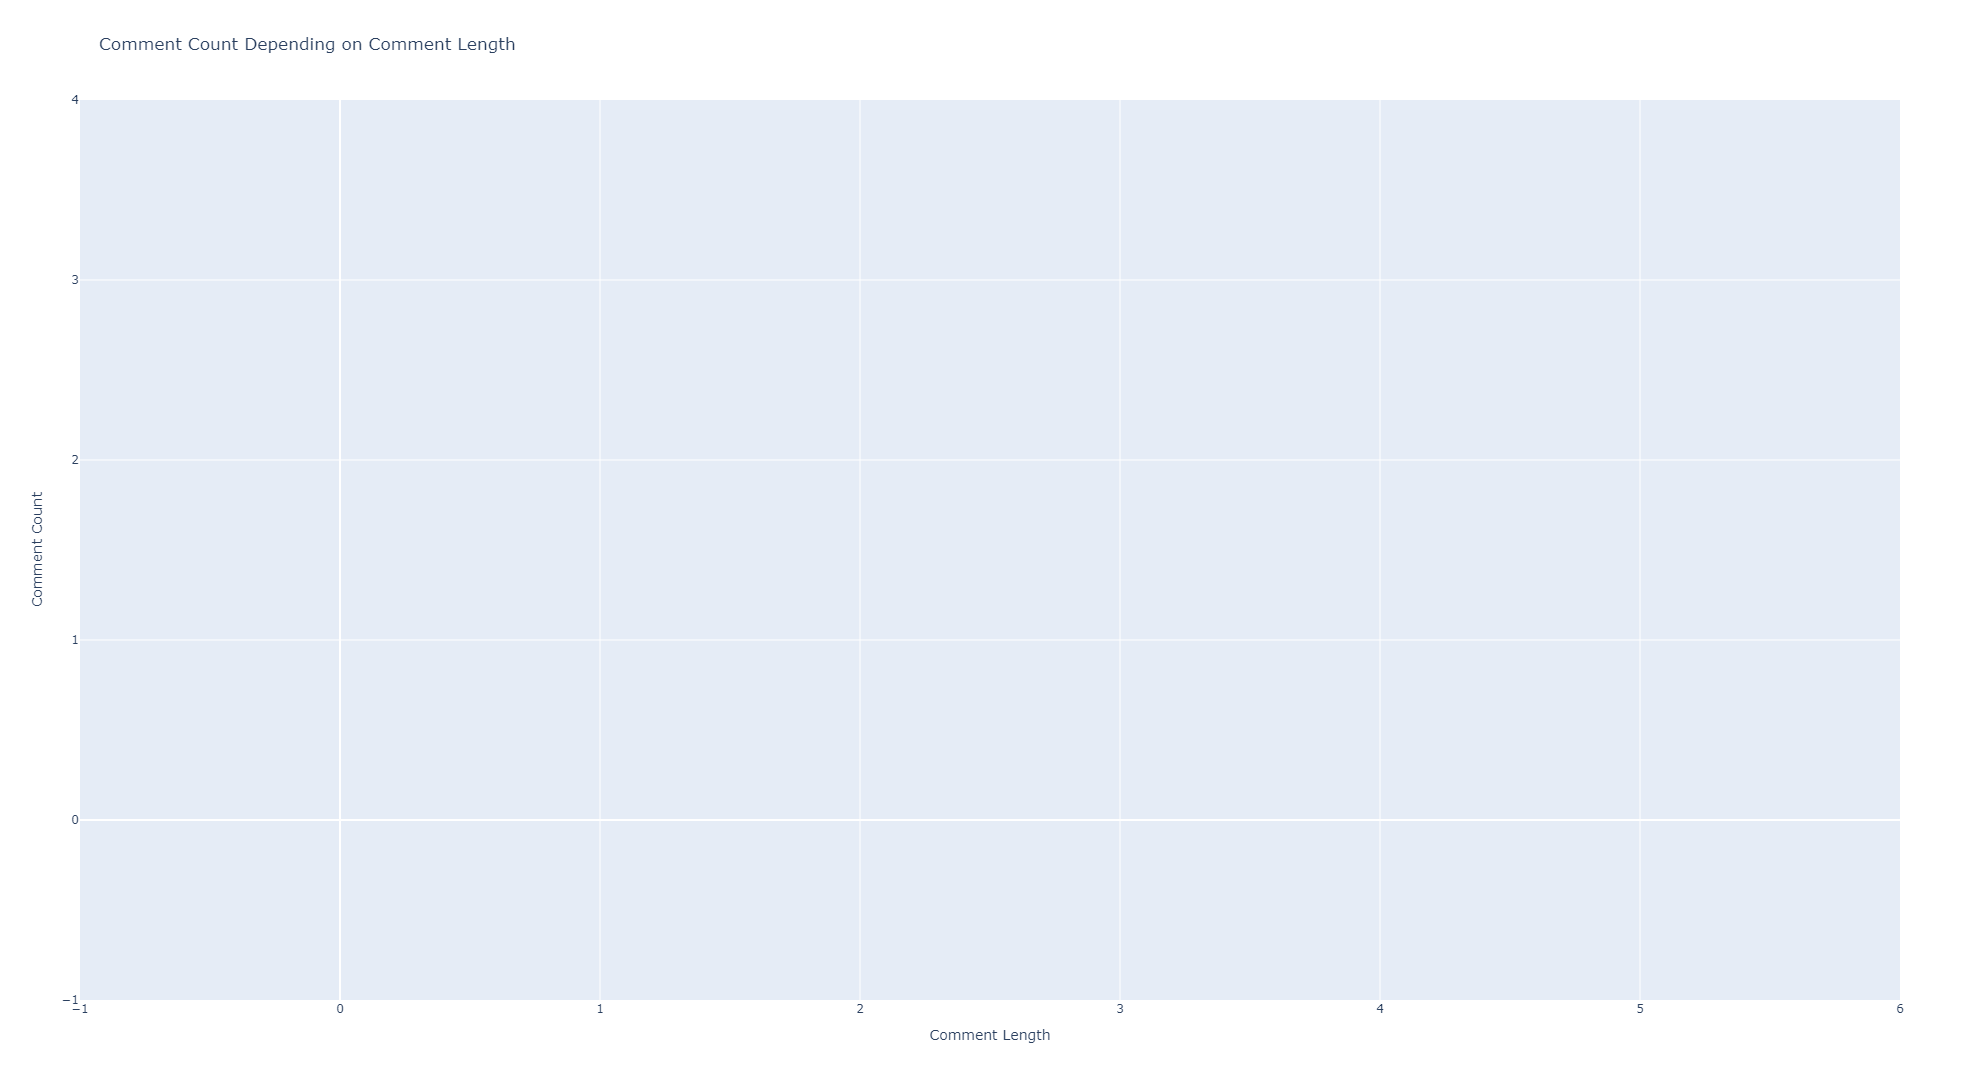 Comment Count Depending on Comment Length
4
3
2
1
0
−1
Comment Count
−1 0 1 2 3 4 5 6
Comment Length